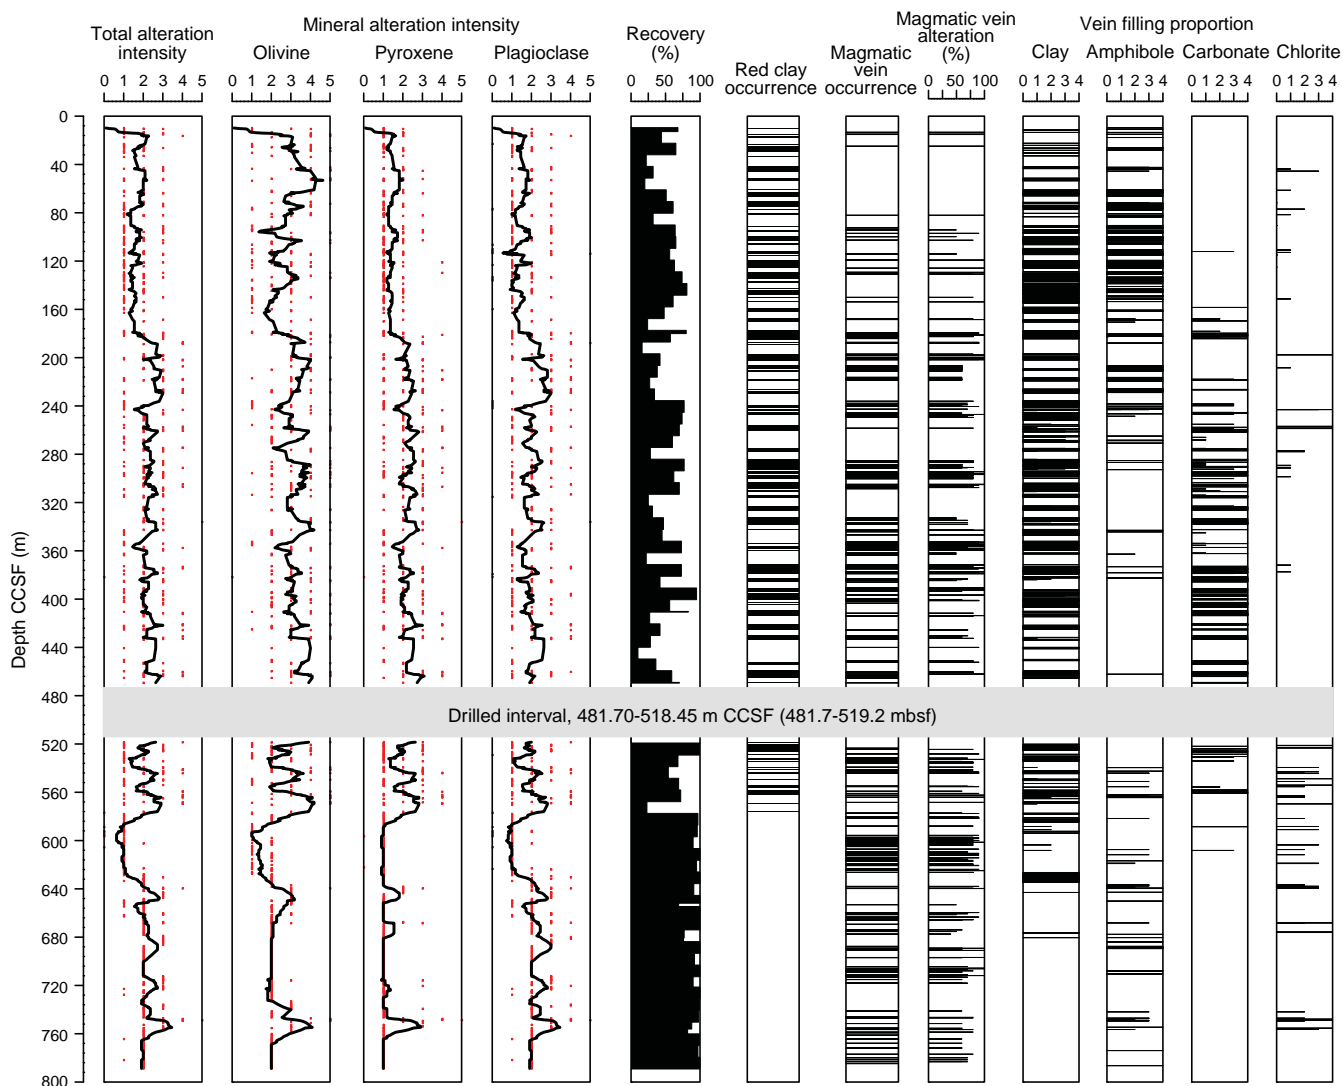 Mineral alteration intensity
Total alteration
intensity
Olivine
Pyroxene
Plagioclase
Recovery
(%)
Red clay
occurrence
Magmatic
vein
occurrence
Magmatic vein
alteration
(%)
Vein filling proportion
Clay
Amphibole
Carbonate
Chlorite
0 1 2 3 4 5
0 1 2 3 4 5
0 1 2 3 4 5
0 1 2 3 4 5
0 50 100
0 50 100
0 1 2 3 4
0 1 2 3 4
0 1 2 3 4
0 1 2 3 4
Depth CCSF (m)
0
40
80
120
160
200
240
280
320
360
400
440
480
520
560
600
640
680
720
760
800
Drilled interval, 481.70-518.45 m CCSF (481.7-519.2 mbsf)